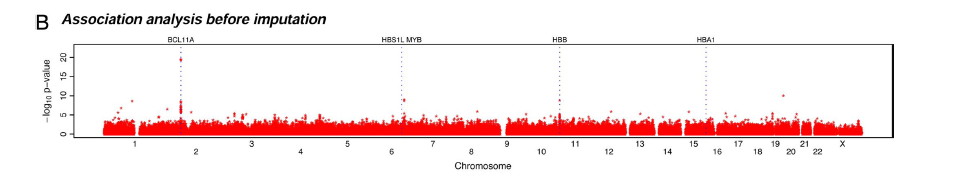 B Association analysis before imputation
BCL11A HBS1L MYB HBB HBA1
−log10 p−value
20
15
10
5
0
1 3 5 7 9 11 13 15 17 19 21 X
2 4 6 8 10 12 14 16 18 20 22
Chromosome